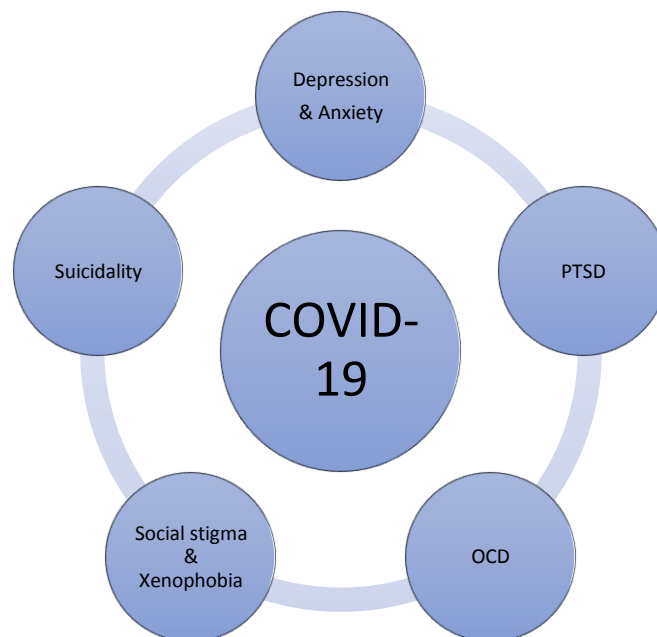 Depression
& Anxiety
PTSD
OCD
Social stigma
&
Xenophobia
Suicidality
COVID-
19